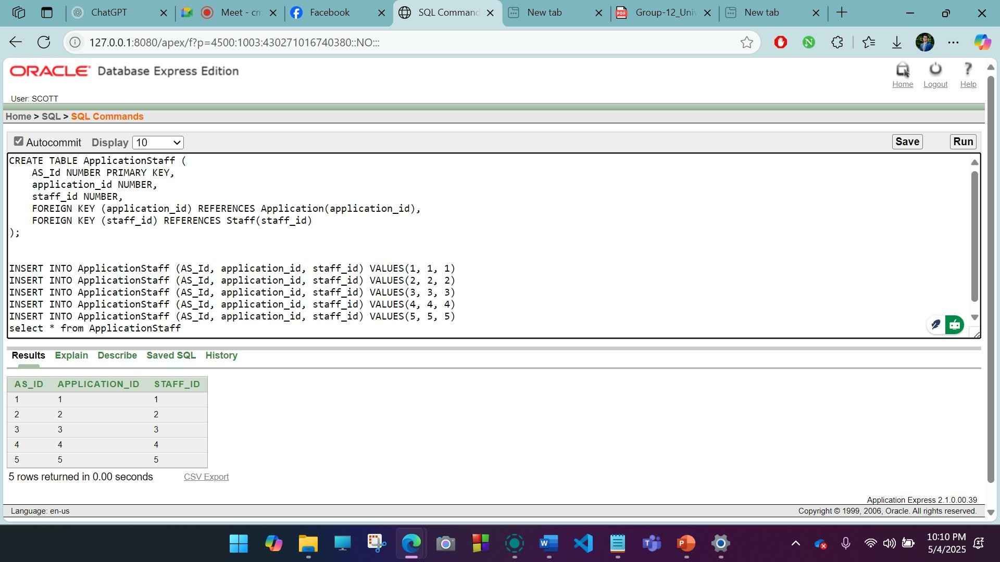 ChatGPT
Meet - cm
Facebook
SQL Command
New tab
Group-12_Univ
New tab
127.0.0.1:8080/apex/f?p=4500:1003:430271016740380::NO:::
ORACLE Database Express Edition
Home Logout Help
User: SCOTT
Home > SQL > SQL Commands
Autocommit Display 10 Save Run
CREATE TABLE ApplicationStaff (
    AS_Id NUMBER PRIMARY KEY,
    application_id NUMBER,
    staff_id NUMBER,
    FOREIGN KEY (application_id) REFERENCES Application(application_id),
    FOREIGN KEY (staff_id) REFERENCES Staff(staff_id)
);
INSERT INTO ApplicationStaff (AS_Id, application_id, staff_id) VALUES(1, 1, 1)
INSERT INTO ApplicationStaff (AS_Id, application_id, staff_id) VALUES(2, 2, 2)
INSERT INTO ApplicationStaff (AS_Id, application_id, staff_id) VALUES(3, 3, 3)
INSERT INTO ApplicationStaff (AS_Id, application_id, staff_id) VALUES(4, 4, 4)
INSERT INTO ApplicationStaff (AS_Id, application_id, staff_id) VALUES(5, 5, 5)
select * from ApplicationStaff
Results Explain Describe Saved SQL History
AS_ID APPLICATION_ID STAFF_ID
1 1 1
2 2 2
3 3 3
4 4 4
5 5 5
5 rows returned in 0.00 seconds CSV Export
Application Express 2.1.0.00.39
Language: en-us Copyright © 1999, 2006, Oracle. All rights reserved.
10:10 PM
5/4/2025